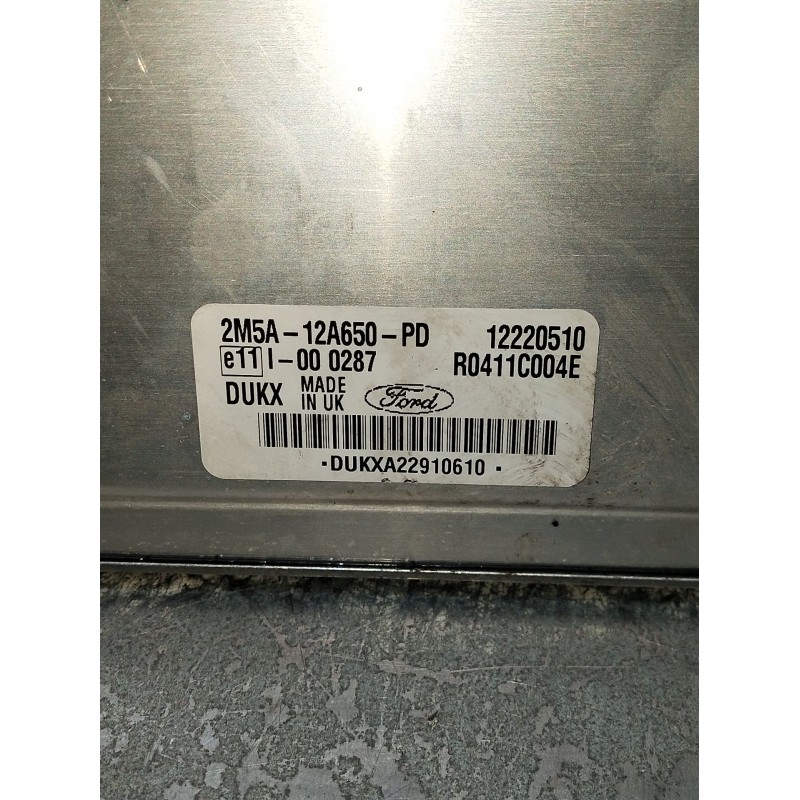 2M5A-12A650-PD 12220510
e11 I-00 0287 R0411C004E
DUKX MADE IN UK Ford
·DUKXA22910610·